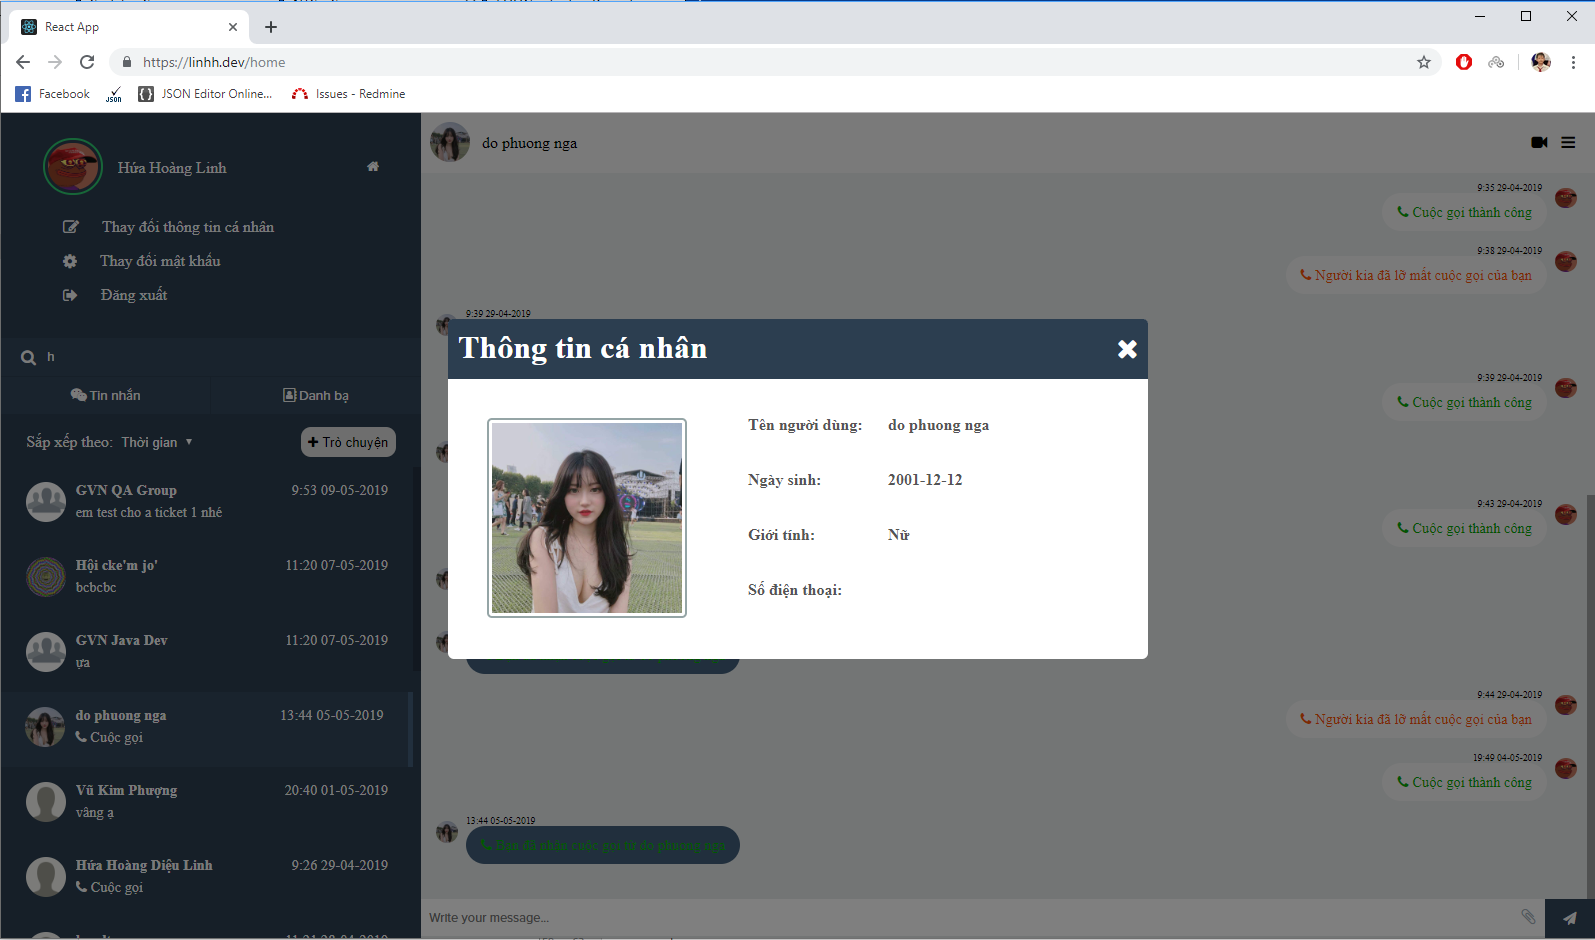 React App
https://linhh.dev/home
Facebook
JSON
JSON Editor Online...
Issues - Redmine
Hứa Hoàng Linh
Thay đổi thông tin cá nhân
Thay đổi mật khẩu
Đăng xuất
h
Tin nhắn
Danh bạ
Sắp xếp theo: Thời gian
Trò chuyện
GVN QA Group 9:53 09-05-2019
em test cho a ticket 1 nhé
Hội cke'm jo' 11:20 07-05-2019
bcbcbc
GVN Java Dev 11:20 07-05-2019
ựa
do phuong nga 13:44 05-05-2019
Cuộc gọi
Vũ Kim Phượng 20:40 01-05-2019
vâng ạ
Hứa Hoàng Diệu Linh 9:26 29-04-2019
Cuộc gọi
do phuong nga
9:35 29-04-2019
Cuộc gọi thành công
9:38 29-04-2019
Người kia đã lỡ mất cuộc gọi của bạn
9:39 29-04-2019
Thông tin cá nhân
Tên người dùng: do phuong nga
Ngày sinh: 2001-12-12
Giới tính: Nữ
Số điện thoại:
9:39 29-04-2019
Cuộc gọi thành công
9:43 29-04-2019
Cuộc gọi thành công
9:44 29-04-2019
Người kia đã lỡ mất cuộc gọi của bạn
19:49 04-05-2019
Cuộc gọi thành công
13:44 05-05-2019
Bạn đã nhận cuộc gọi từ do phuong nga
Write your message...